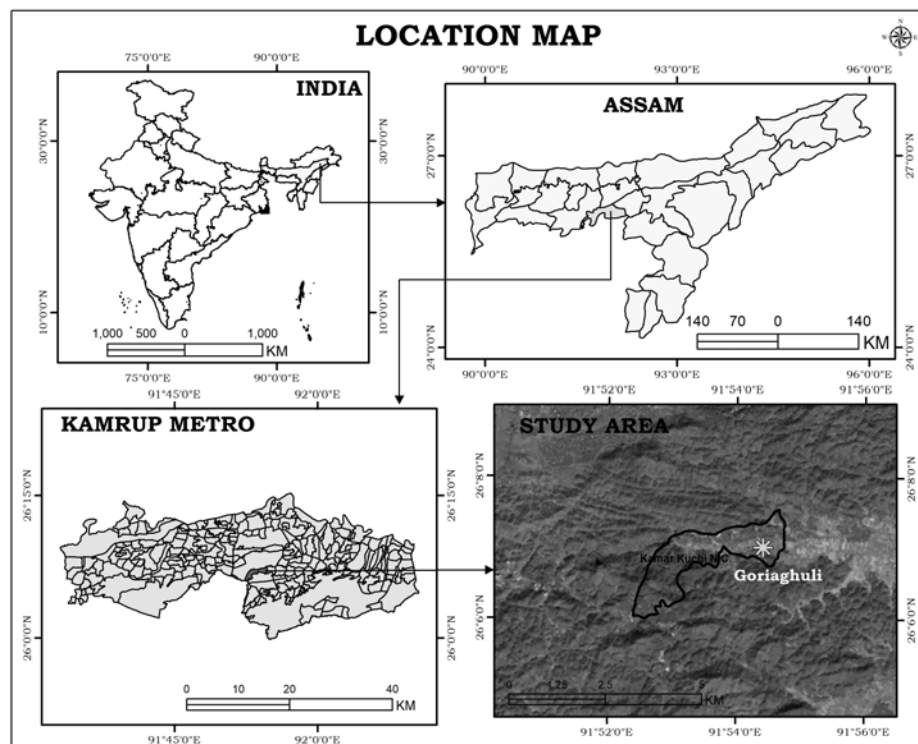 LOCATION MAP
N
W E
S
75°0'0"E 90°0'0"E
INDIA
30°0'0"N 30°0'0"N
10°0'0"N 10°0'0"N
1,000 500 0 1,000
KM
75°0'0"E 90°0'0"E
90°0'0"E 93°0'0"E 96°0'0"E
ASSAM
27°0'0"N 27°0'0"N
24°0'0"N 24°0'0"N
140 70 0 140
KM
90°0'0"E 93°0'0"E 96°0'0"E
91°45'0"E 92°0'0"E
KAMRUP METRO
26°15'0"N 26°15'0"N
26°0'0"N 26°0'0"N
0 10 20 40
KM
91°45'0"E 92°0'0"E
91°52'0"E 91°54'0"E 91°56'0"E
STUDY AREA
26°8'0"N 26°8'0"N
Kamar Kuchi N.C.
Goriaghuli
26°6'0"N 26°6'0"N
0 1.25 2.5 5
KM
91°52'0"E 91°54'0"E 91°56'0"E